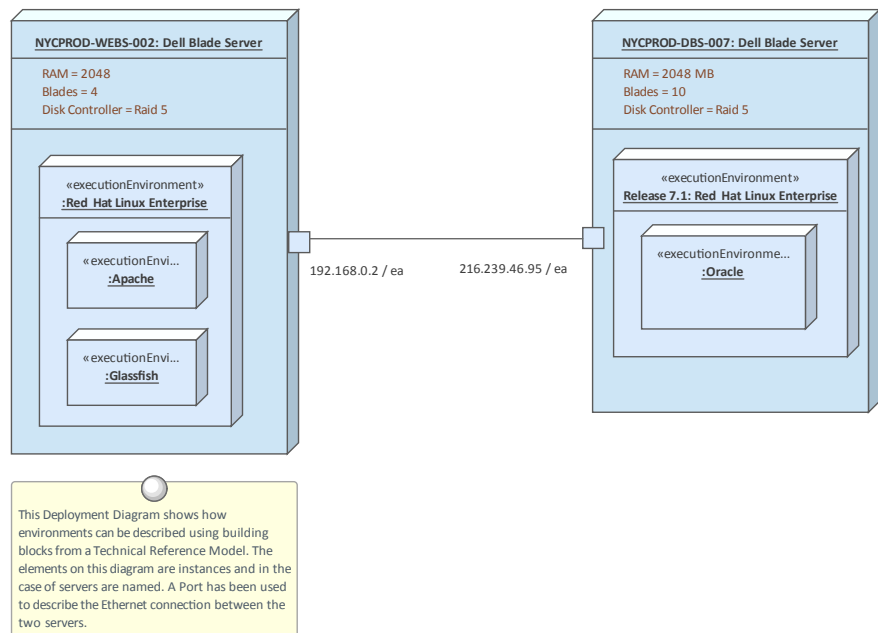 NYCPROD-WEBS-002: Dell Blade Server
RAM = 2048
Blades = 4
Disk Controller = Raid 5
«executionEnvironment»
:Red Hat Linux Enterprise
«executionEnvi...
:Apache
«executionEnvi...
:Glassfish
192.168.0.2 / ea
216.239.46.95 / ea
NYCPROD-DBS-007: Dell Blade Server
RAM = 2048 MB
Blades = 10
Disk Controller = Raid 5
«executionEnvironment»
Release 7.1: Red Hat Linux Enterprise
«executionEnvironme...
:Oracle
This Deployment Diagram shows how
environments can be described using building
blocks from a Technical Reference Model. The
elements on this diagram are instances and in the
case of servers are named. A Port has been used
to describe the Ethernet connection between the
two servers.